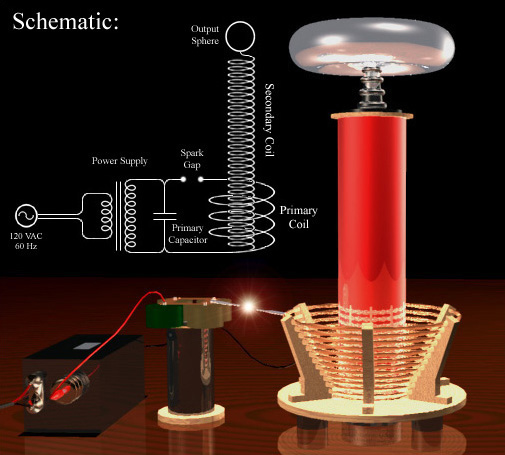 Schematic:
Output
Sphere
Secondary Coil
Power Supply
Spark
Gap
Primary
Capacitor
Primary
Coil
120 VAC
60 Hz